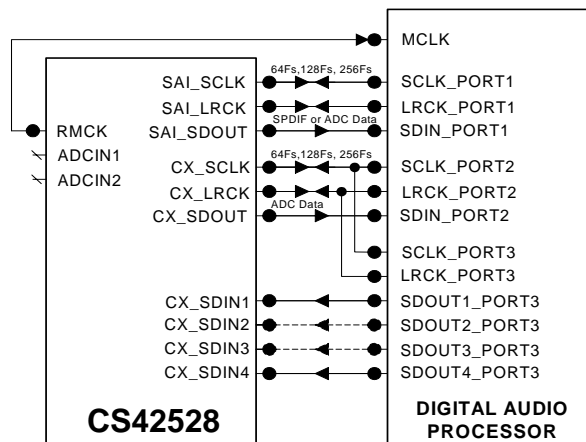 MCLK
64Fs,128Fs, 256Fs
SAI_SCLK
SCLK_PORT1
SAI_LRCK
LRCK_PORT1
SPDIF or ADC Data
RMCK
SAI_SDOUT
SDIN_PORT1
ADCIN1
64Fs,128Fs, 256Fs
CX_SCLK
SCLK_PORT2
ADCIN2
CX_LRCK
LRCK_PORT2
ADC Data
CX_SDOUT
SDIN_PORT2
SCLK_PORT3
LRCK_PORT3
CX_SDIN1
SDOUT1_PORT3
CX_SDIN2
SDOUT2_PORT3
CX_SDIN3
SDOUT3_PORT3
CX_SDIN4
SDOUT4_PORT3
CS42528
DIGITAL AUDIO
PROCESSOR